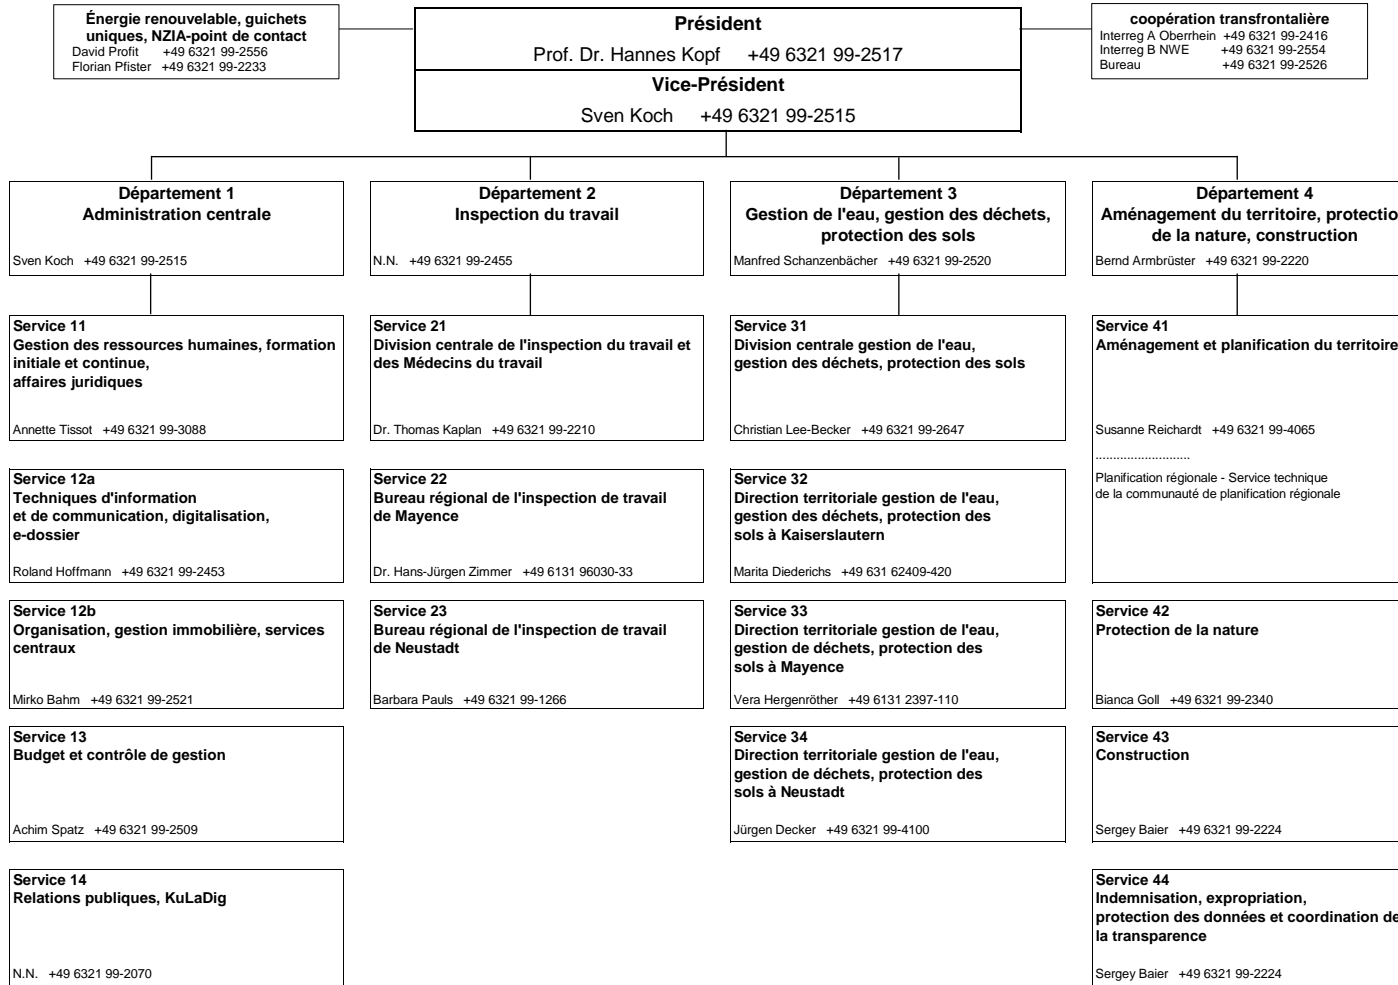 Énergie renouvelable, guichets
uniques, NZIA-point de contact
David Profit +49 6321 99-2556
Florian Pfister +49 6321 99-2233
Président
Prof. Dr. Hannes Kopf +49 6321 99-2517
Vice-Président
Sven Koch +49 6321 99-2515
coopération transfrontalière
Interreg A Oberrhein +49 6321 99-2416
Interreg B NWE +49 6321 99-2554
Bureau +49 6321 99-2526
Département 1
Administration centrale
Sven Koch +49 6321 99-2515
Département 2
Inspection du travail
N.N. +49 6321 99-2455
Département 3
Gestion de l'eau, gestion des déchets,
protection des sols
Manfred Schanzenbächer +49 6321 99-2520
Département 4
Aménagement du territoire, protectio
de la nature, construction
Bernd Armbrüster +49 6321 99-2220
Service 11
Gestion des ressources humaines, formation
initiale et continue,
affaires juridiques
Annette Tissot +49 6321 99-3088
Service 21
Division centrale de l'inspection du travail et
des Médecins du travail
Dr. Thomas Kaplan +49 6321 99-2210
Service 31
Division centrale gestion de l'eau,
gestion des déchets, protection des sols
Christian Lee-Becker +49 6321 99-2647
Service 41
Aménagement et planification du territoire
Susanne Reichardt +49 6321 99-4065
...........................
Planification régionale - Service technique
de la communauté de planification régionale
Service 12a
Techniques d'information
et de communication, digitalisation,
e-dossier
Roland Hoffmann +49 6321 99-2453
Service 22
Bureau régional de l'inspection de travail
de Mayence
Dr. Hans-Jürgen Zimmer +49 6131 96030-33
Service 32
Direction territoriale gestion de l'eau,
gestion des déchets, protection des
sols à Kaiserslautern
Marita Diederichs +49 631 62409-420
Service 12b
Organisation, gestion immobilière, services
centraux
Mirko Bahm +49 6321 99-2521
Service 23
Bureau régional de l'inspection de travail
de Neustadt
Barbara Pauls +49 6321 99-1266
Service 33
Direction territoriale gestion de l'eau,
gestion de déchets, protection des
sols à Mayence
Vera Hergenröther +49 6131 2397-110
Service 42
Protection de la nature
Bianca Goll +49 6321 99-2340
Service 13
Budget et contrôle de gestion
Achim Spatz +49 6321 99-2509
Service 34
Direction territoriale gestion de l'eau,
gestion de déchets, protection des
sols à Neustadt
Jürgen Decker +49 6321 99-4100
Service 43
Construction
Sergey Baier +49 6321 99-2224
Service 14
Relations publiques, KuLaDig
N.N. +49 6321 99-2070
Service 44
Indemnisation, expropriation,
protection des données et coordination de
la transparence
Sergey Baier +49 6321 99-2224